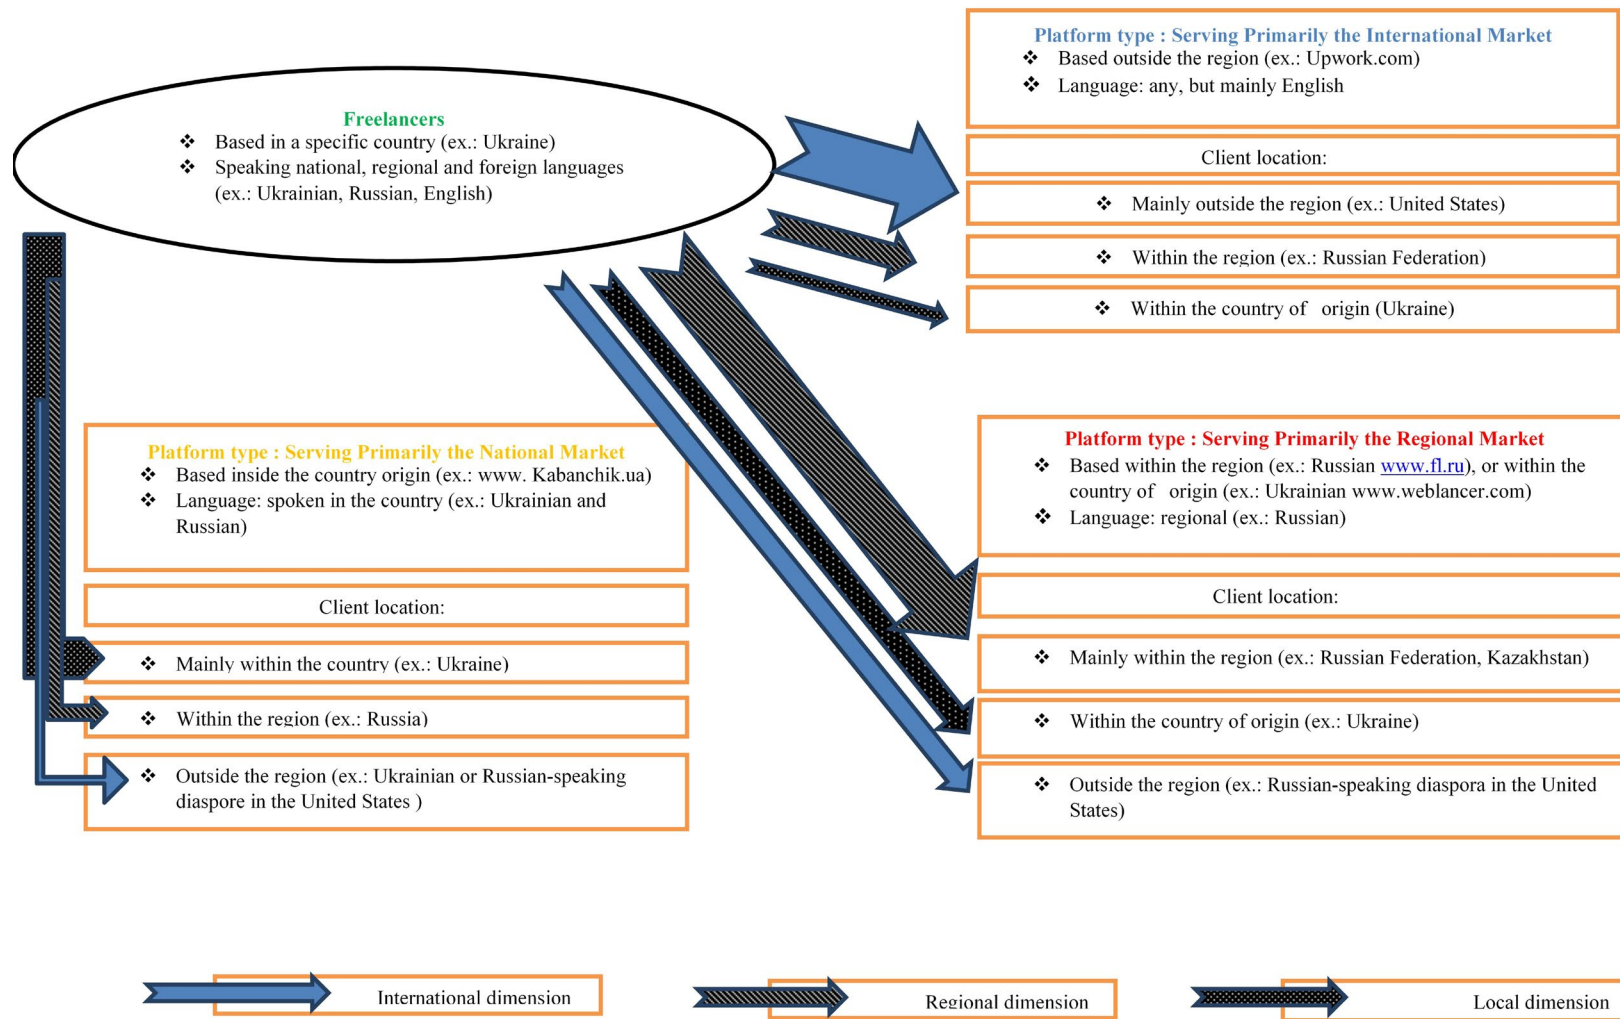 Platform type : Serving Primarily the International Market
❖ Based outside the region (ex.: Upwork.com)
❖ Language: any, but mainly English
Client location:
❖ Mainly outside the region (ex.: United States)
❖ Within the region (ex.: Russian Federation)
❖ Within the country of origin (Ukraine)
Freelancers
❖ Based in a specific country (ex.: Ukraine)
❖ Speaking national, regional and foreign languages
(ex.: Ukrainian, Russian, English)
Platform type : Serving Primarily the National Market
❖ Based inside the country origin (ex.: www. Kabanchik.ua)
❖ Language: spoken in the country (ex.: Ukrainian and
Russian)
Client location:
❖ Mainly within the country (ex.: Ukraine)
❖ Within the region (ex.: Russia)
❖ Outside the region (ex.: Ukrainian or Russian-speaking
diaspore in the United States )
Platform type : Serving Primarily the Regional Market
❖ Based within the region (ex.: Russian www.fl.ru), or within the
country of origin (ex.: Ukrainian www.weblancer.com)
❖ Language: regional (ex.: Russian)
Client location:
❖ Mainly within the region (ex.: Russian Federation, Kazakhstan)
❖ Within the country of origin (ex.: Ukraine)
❖ Outside the region (ex.: Russian-speaking diaspora in the United
States)
International dimension
Regional dimension
Local dimension